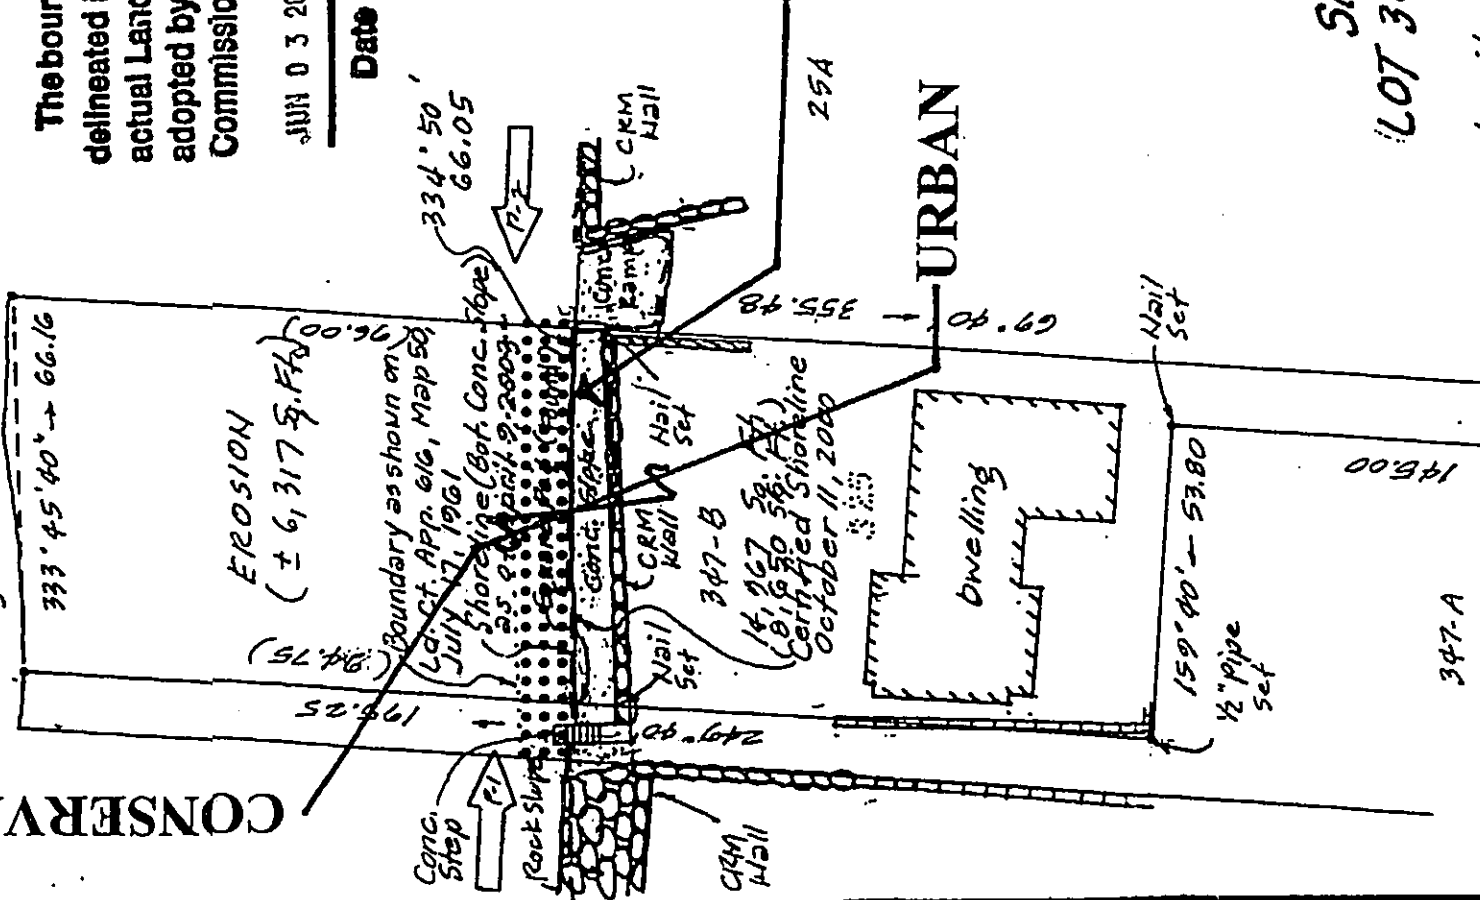 The bour
delineated
actual Land
adopted by
Commissio
JUN 0 3 20
Date
334° 50'
66.05
P-2
CRM
Wall
25A
LOT 34
URBAN
333° 45' 40" → 66.16
EROSION
(± 6,317 Sq. Ft.)
(96.00)
Boundary as shown on
Ld. Ct. App. 616, Map 50,
July 17, 1961
Shoreline (Bot. Conc. Slope)
as of April 9, 2003
(94.75)
195.25
Conc.
Ramp
355.48
69° 40'
Nail
Set
Conc. Slope
Nail
Set
CRM
Wall
347-B
14,967 Sq. Ft.
Certified Shoreline
October 11, 2000
Nail
Set
249° 40'
Dwelling
159° 40' — 53.80
1/2" pipe
Set
145.00
347-A
CONSERV
Conc.
Step
P-1
Rock Slope
CRM
Wall